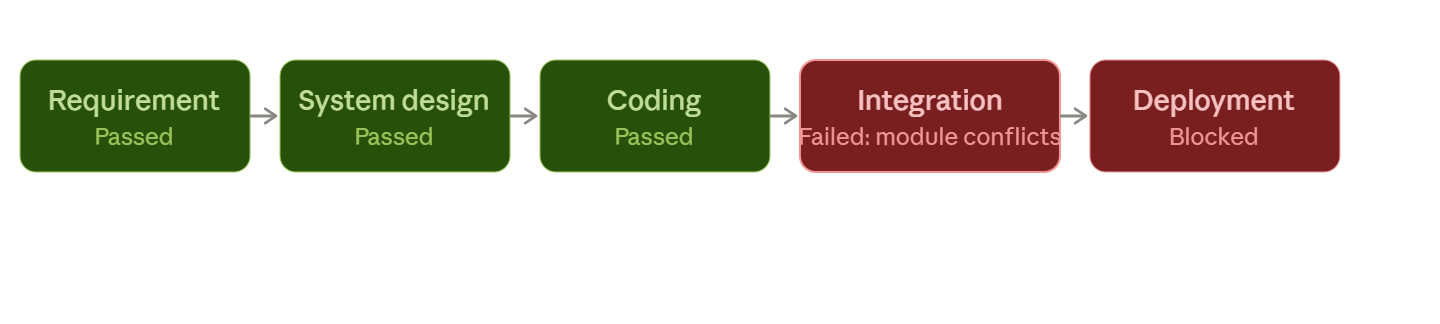 Requirement
Passed
System design
Passed
Coding
Passed
Integration
Failed: module conflicts
Deployment
Blocked